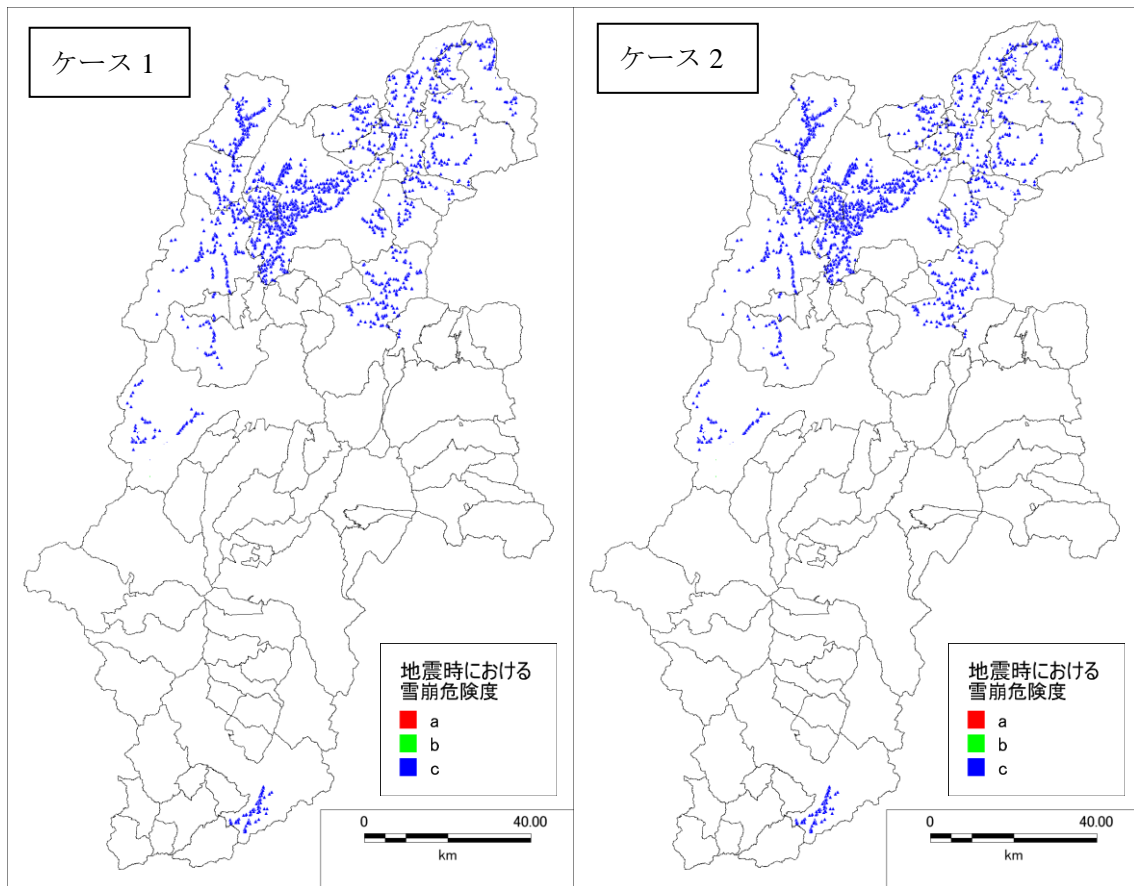 ケース 1
地震時における
雪崩危険度
a
b
c
0 40.00
km
ケース 2
地震時における
雪崩危険度
a
b
c
0 40.00
km